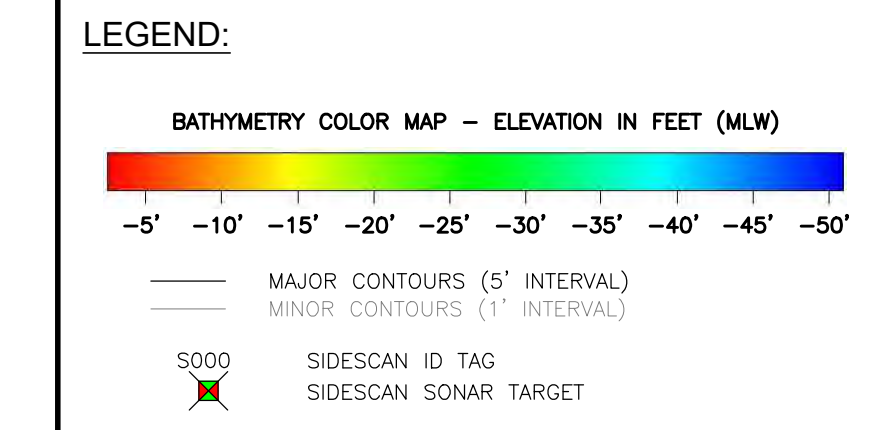 LEGEND:
BATHYMETRY COLOR MAP – ELEVATION IN FEET (MLW)
–5' –10' –15' –20' –25' –30' –35' –40' –45' –50'
MAJOR CONTOURS (5' INTERVAL)
MINOR CONTOURS (1' INTERVAL)
S000 SIDESCAN ID TAG
SIDESCAN SONAR TARGET